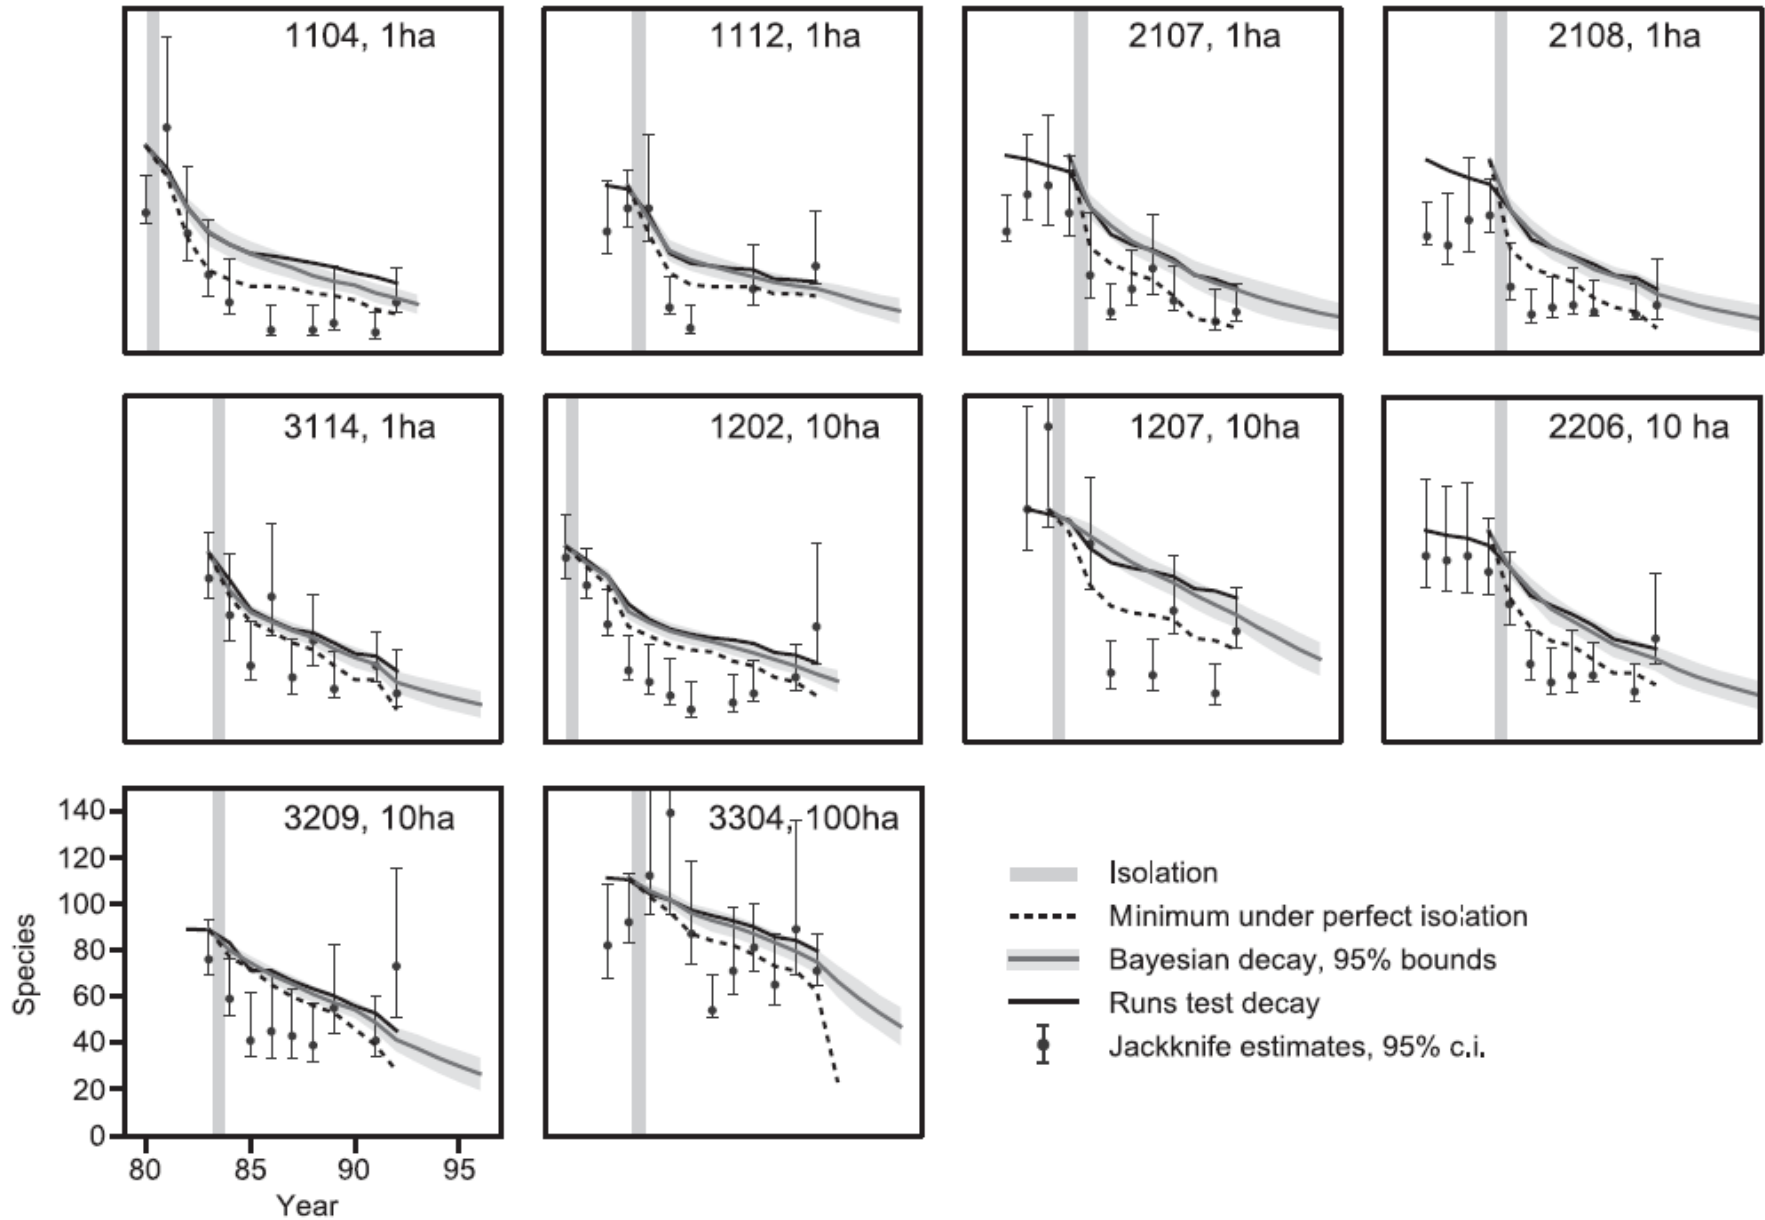 1104, 1ha
1112, 1ha
2107, 1ha
2108, 1ha
3114, 1ha
1202, 10ha
1207, 10ha
2206, 10 ha
3209, 10ha
3304, 100ha
140
120
100
80
60
40
20
0
Species
80 85 90 95
Year
Isolation
Minimum under perfect isolation
Bayesian decay, 95% bounds
Runs test decay
Jackknife estimates, 95% c.i.